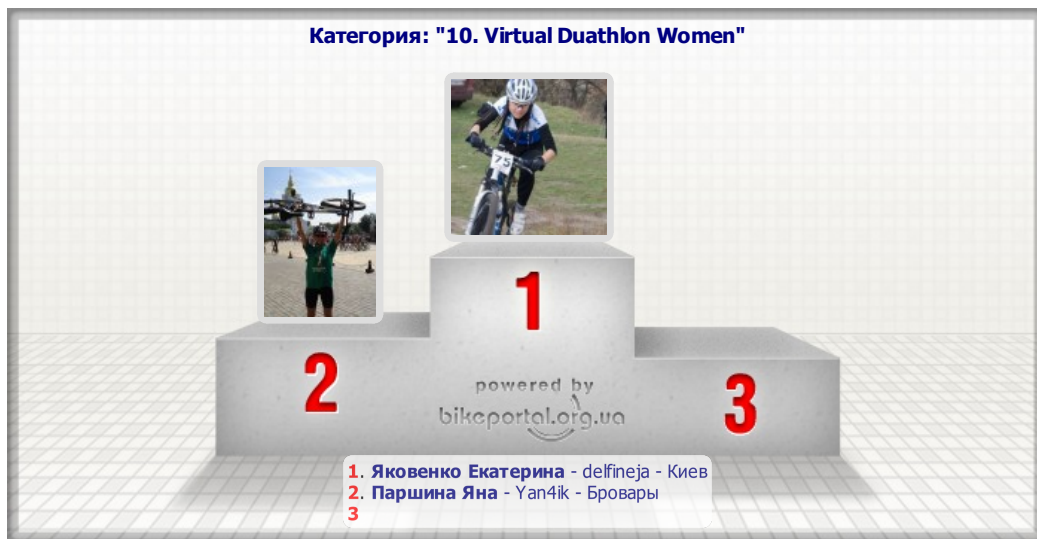 Категория: "10. Virtual Duathlon Women"
75
1
2
3
powered by
bikeportal.org.ua
1. Яковенко Екатерина - delfineja - Киев
2. Паршина Яна - Yan4ik - Бровары
3